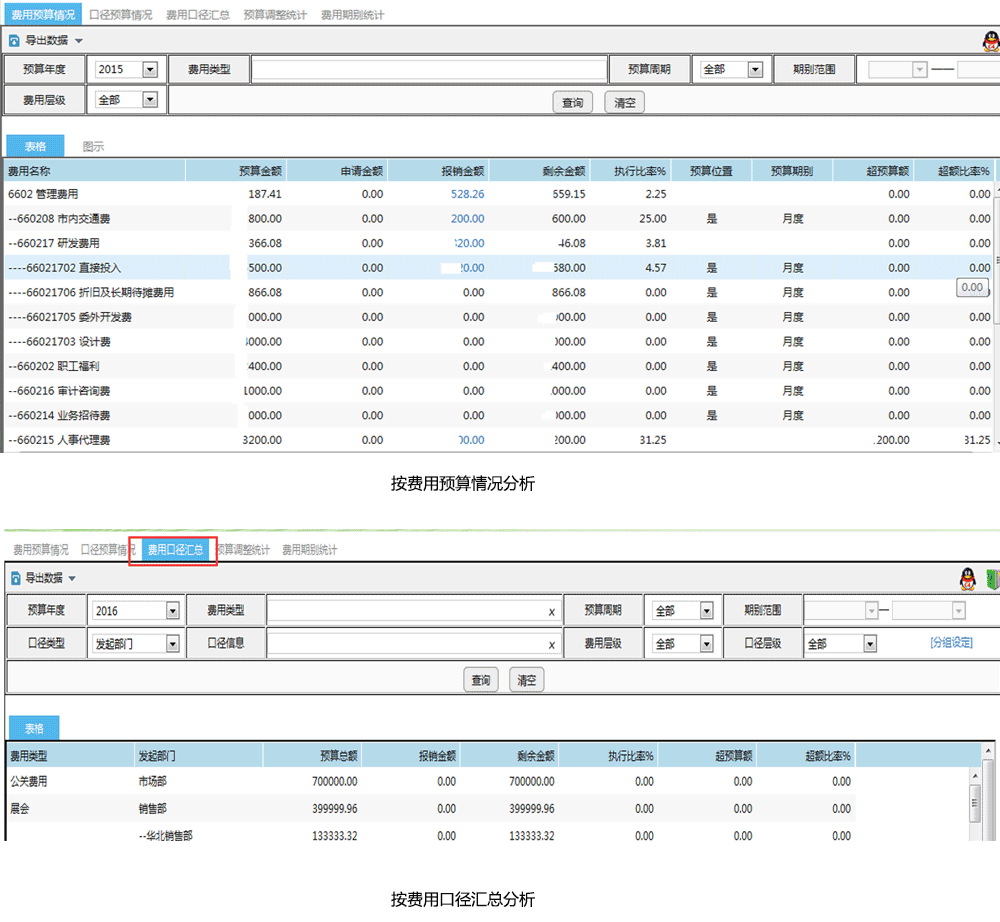 费用预算情况 口径预算情况 费用口径汇总 预算调整统计 费用期别统计
导出数据
预算年度 2015 费用类型 预算周期 全部 期别范围 ——
费用层级 全部 查询 清空
表格 图示
费用名称 预算金额 申请金额 报销金额 剩余金额 执行比率% 预算位置 预算期别 超预算额 超额比率%
6602 管理费用 187.41 0.00 528.26 659.15 2.25 0.00 0.00
--660208 市内交通费 800.00 0.00 200.00 600.00 25.00 是 月度 0.00 0.00
--660217 研发费用 366.08 0.00 20.00 46.08 3.81 0.00 0.00
----66021702 直接投入 500.00 0.00 20.00 680.00 4.57 是 月度 0.00 0.00
0.00
----66021706 折旧及长期待摊费用 866.08 0.00 0.00 866.08 0.00 是 月度 0.00 0.00
----66021705 委外开发费 000.00 0.00 0.00 00.00 0.00 是 月度 0.00 0.00
----66021703 设计费 000.00 0.00 0.00 000.00 0.00 是 月度 0.00 0.00
--660202 职工福利 400.00 0.00 0.00 400.00 0.00 是 月度 0.00 0.00
--660216 审计咨询费 1000.00 0.00 0.00 000.00 0.00 是 月度 0.00 0.00
--660214 业务招待费 000.00 0.00 0.00 00.00 0.00 是 月度 0.00 0.00
--660215 人事代理费 3200.00 0.00 00.00 200.00 31.25 200.00 31.25
按费用预算情况分析
费用预算情况 口径预算情况 费用口径汇总 预算调整统计 费用期别统计
导出数据
预算年度 2016 费用类型 x 预算周期 全部 期别范围 —
口径类型 发起部门 口径信息 x 费用层级 全部 口径层级 全部 [分组设定]
查询 清空
表格
费用类型 发起部门 预算总额 报销金额 剩余金额 执行比率% 超预算额 超额比率%
公关费用 市场部 700000.00 0.00 700000.00 0.00 0.00 0.00
展会 销售部 399999.96 0.00 399999.96 0.00 0.00 0.00
--华北销售部 133333.32 0.00 133333.32 0.00 0.00 0.00
按费用口径汇总分析